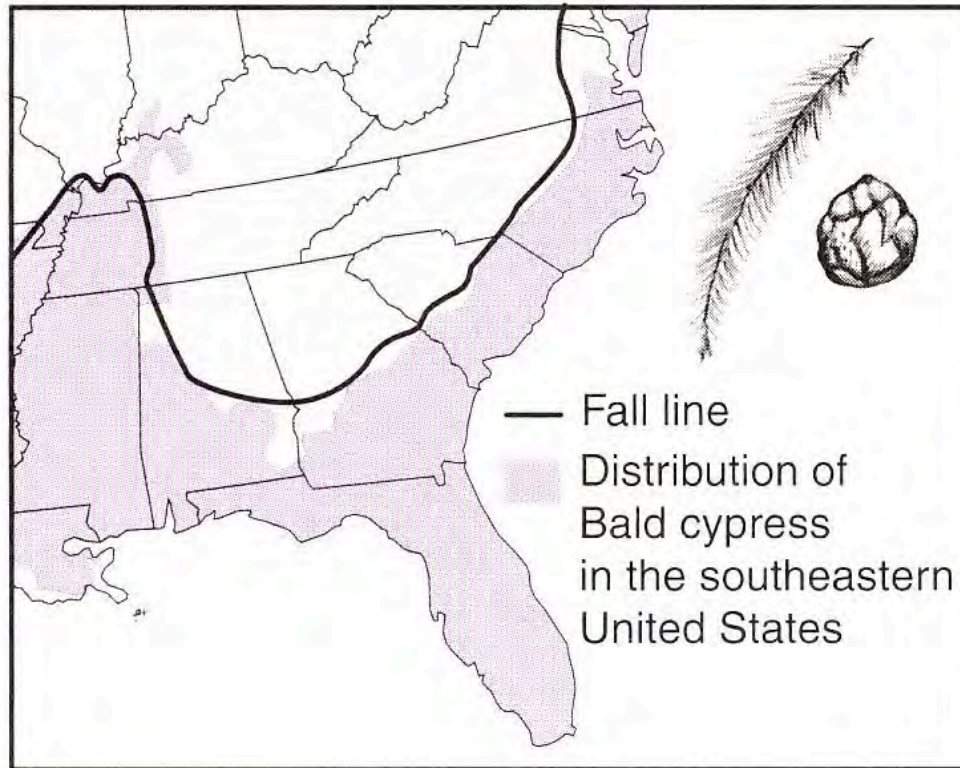 Fall line
Distribution of
Bald cypress
in the southeastern
United States